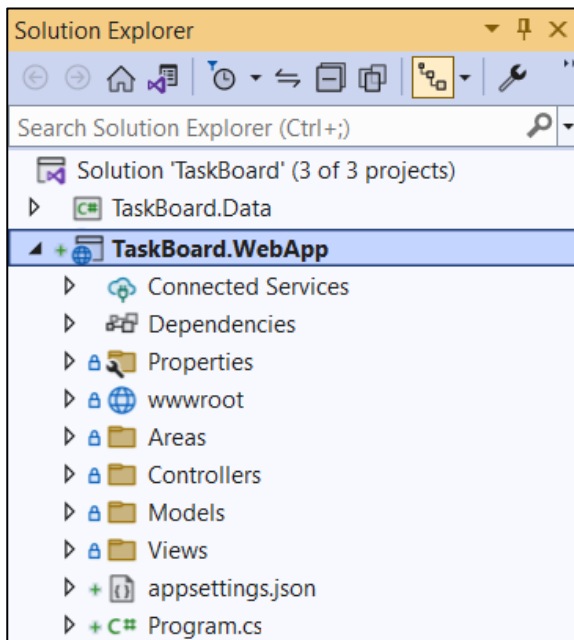 Solution Explorer
Search Solution Explorer (Ctrl+;)
Solution 'TaskBoard' (3 of 3 projects)
C# TaskBoard.Data
TaskBoard.WebApp
Connected Services
Dependencies
Properties
wwwroot
Areas
Controllers
Models
Views
appsettings.json
C# Program.cs